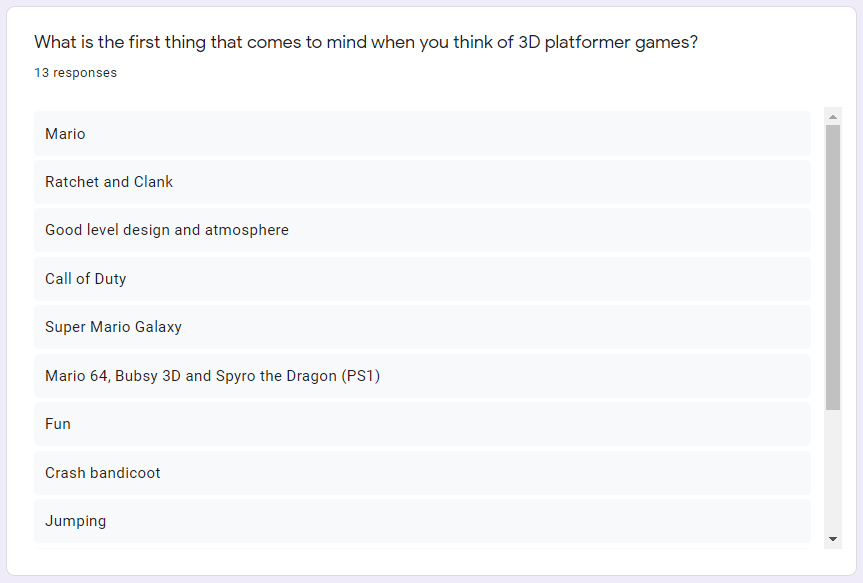 What is the first thing that comes to mind when you think of 3D platformer games?
13 responses
Mario
Ratchet and Clank
Good level design and atmosphere
Call of Duty
Super Mario Galaxy
Mario 64, Bubsy 3D and Spyro the Dragon (PS1)
Fun
Crash bandicoot
Jumping